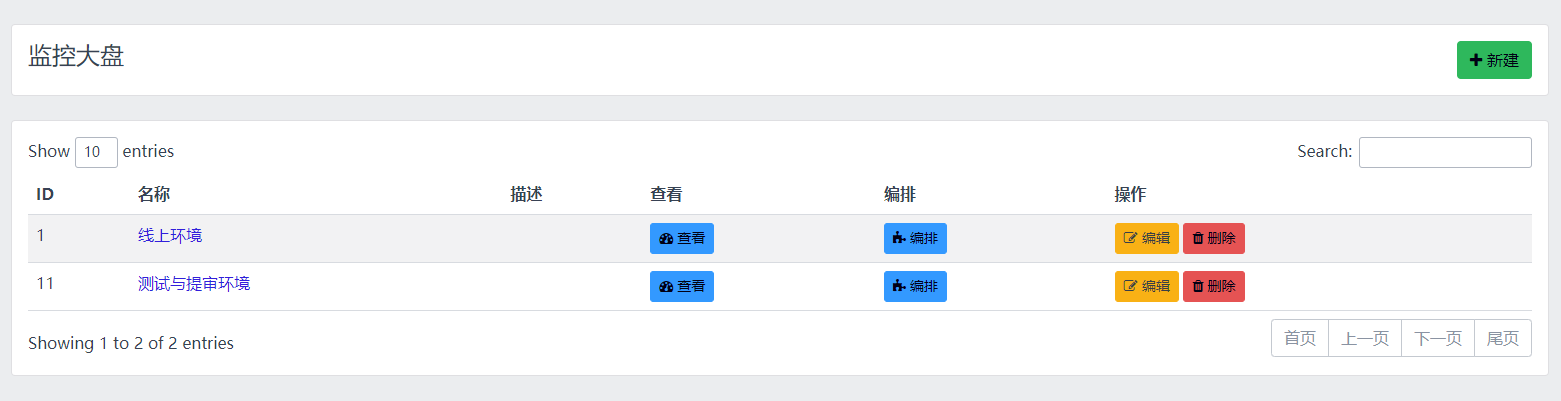 监控大盘
新建
Show 10 entries
Search:
ID 名称 描述 查看 编排 操作
1 线上环境 查看 编排 编辑 删除
11 测试与提审环境 查看 编排 编辑 删除
Showing 1 to 2 of 2 entries
首页 上一页 下一页 尾页